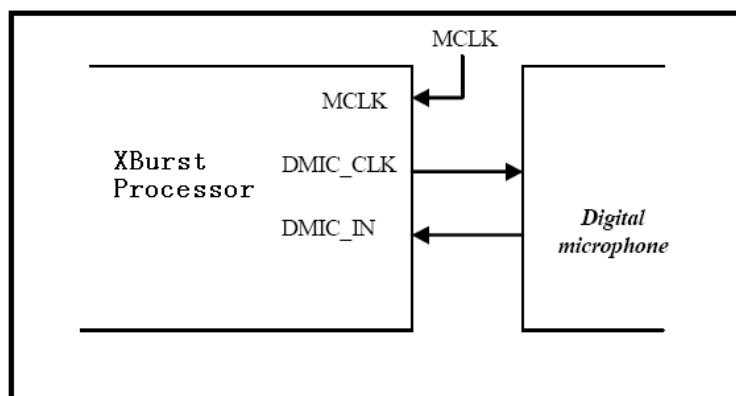 MCLK
MCLK
XBurst
Processor
DMIC_CLK
DMIC_IN
Digital
microphone